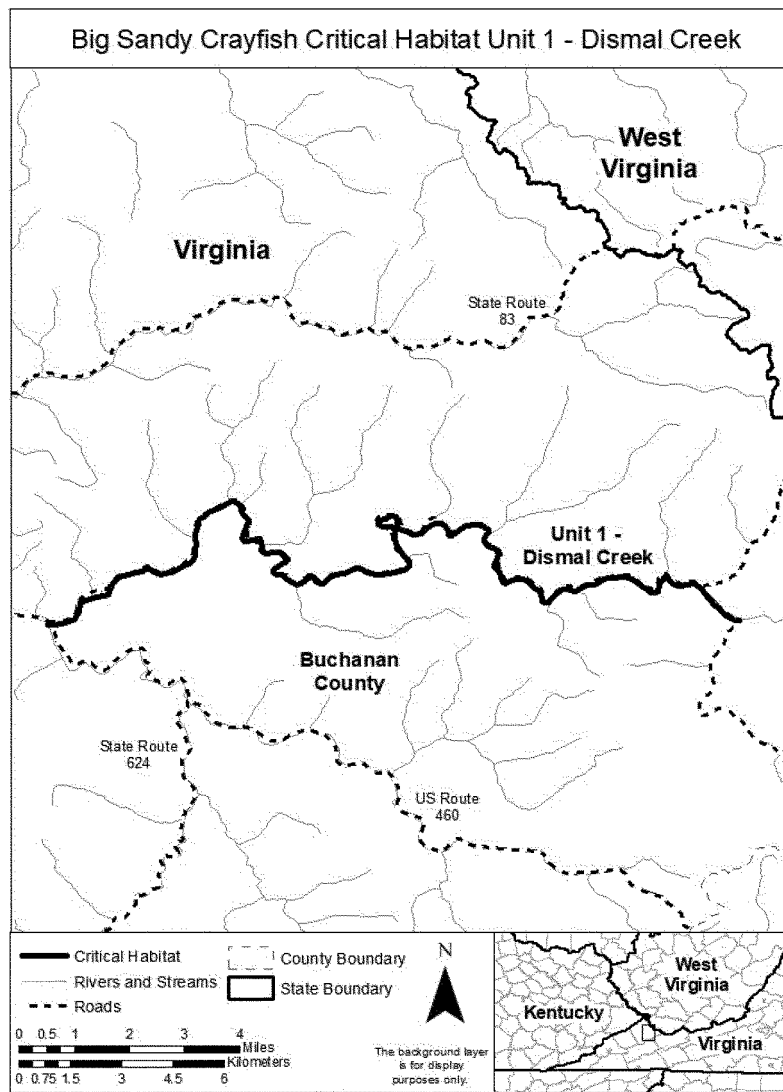 Big Sandy Crayfish Critical Habitat Unit 1 - Dismal Creek
West
Virginia
Virginia
State Route
83
Unit 1 -
Dismal Creek
Buchanan
County
State Route
624
US Route
460
Critical Habitat
Rivers and Streams
Roads
County Boundary
State Boundary
N
0 0.5 1 2 3 4
Miles
Kilometers
0 0.75 1.5 3 4.5 6
The background layer
is for display
purposes only.
West
Virginia
Kentucky
Virginia